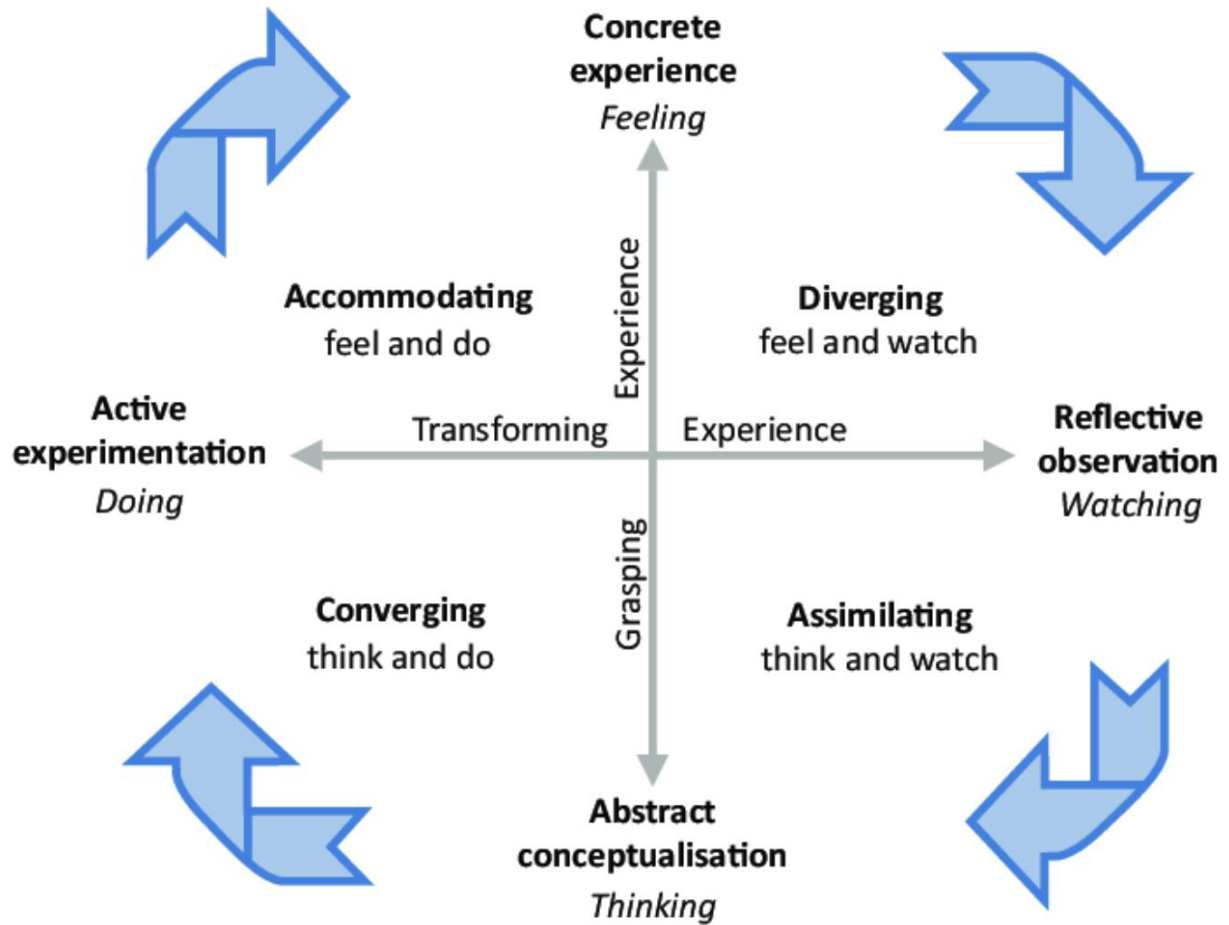 Concrete
experience
Feeling
Accommodating
feel and do
Diverging
feel and watch
Experience
Active
experimentation
Doing
Transforming
Experience
Reflective
observation
Watching
Grasping
Converging
think and do
Assimilating
think and watch
Abstract
conceptualisation
Thinking